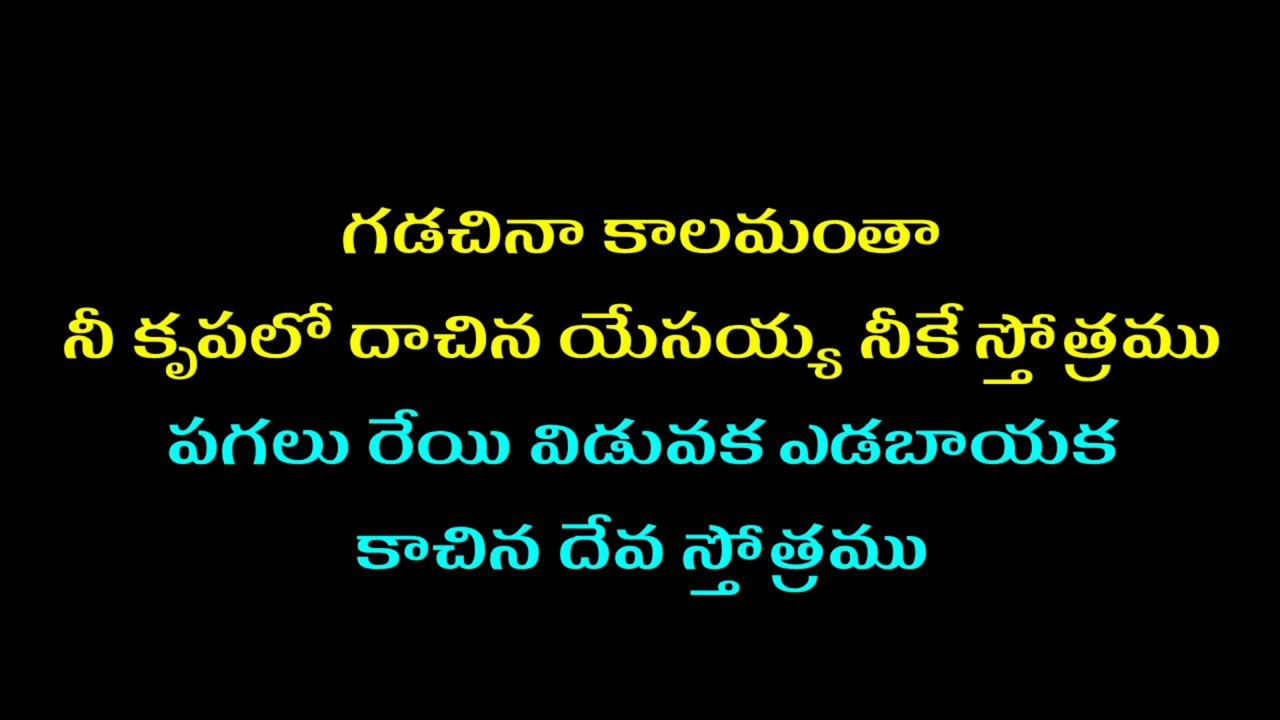 గడచినా కాలమంతా
నీ కృపలో దాచిన యేసయ్య నీకే స్తోత్రము
పగలు రేయి విడువక ఎడబాయక
కాచిన దేవ స్తోత్రము